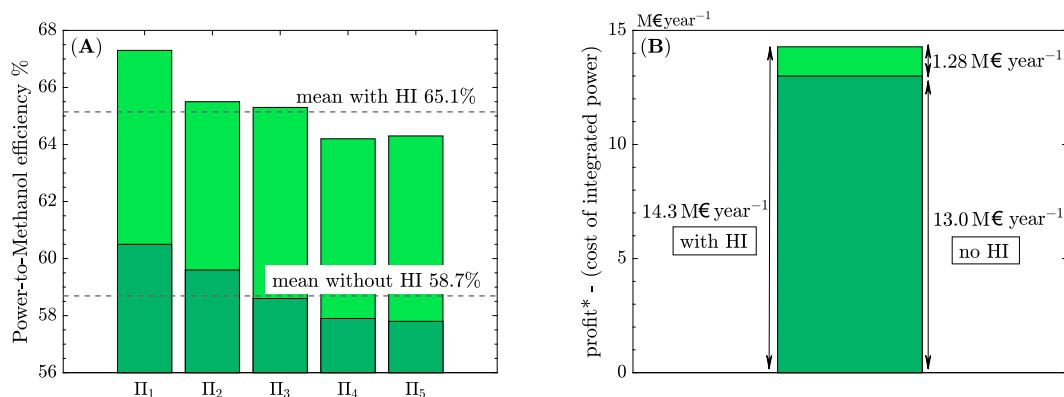 (A)
Power-to-Methanol efficiency %
68
66
64
62
60
58
56
mean with HI 65.1%
mean without HI 58.7%
Π₁ Π₂ Π₃ Π₄ Π₅
M€year⁻¹
(B)
profit* - (cost of integrated power)
15
10
5
0
1.28 M€ year⁻¹
14.3 M€ year⁻¹
with HI
13.0 M€ year⁻¹
no HI